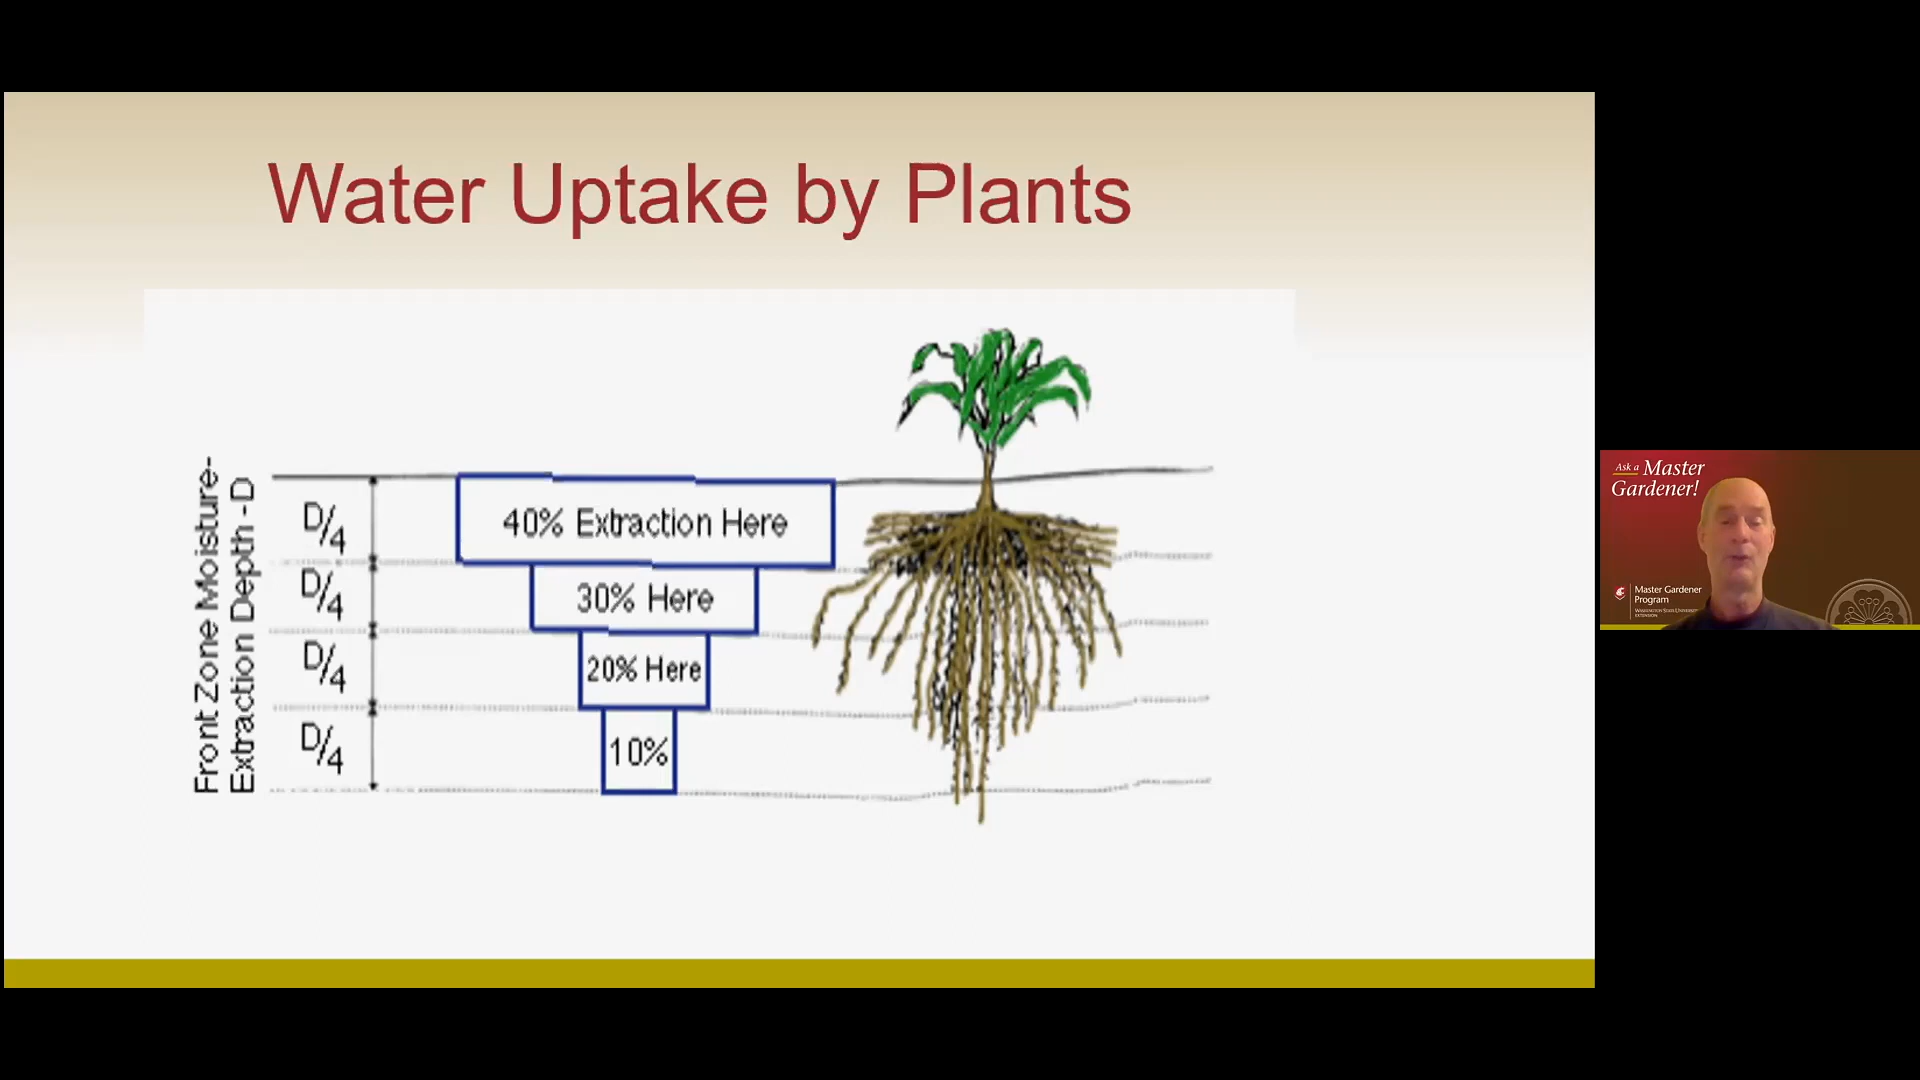 Water Uptake by Plants
Front Zone Moisture-
Extraction Depth -D
D/4
40% Extraction Here
D/4
30% Here
D/4
20% Here
D/4
10%
Ask a Master
Gardener!
Master Gardener
Program
WASHINGTON STATE UNIVERSITY
EXTENSION